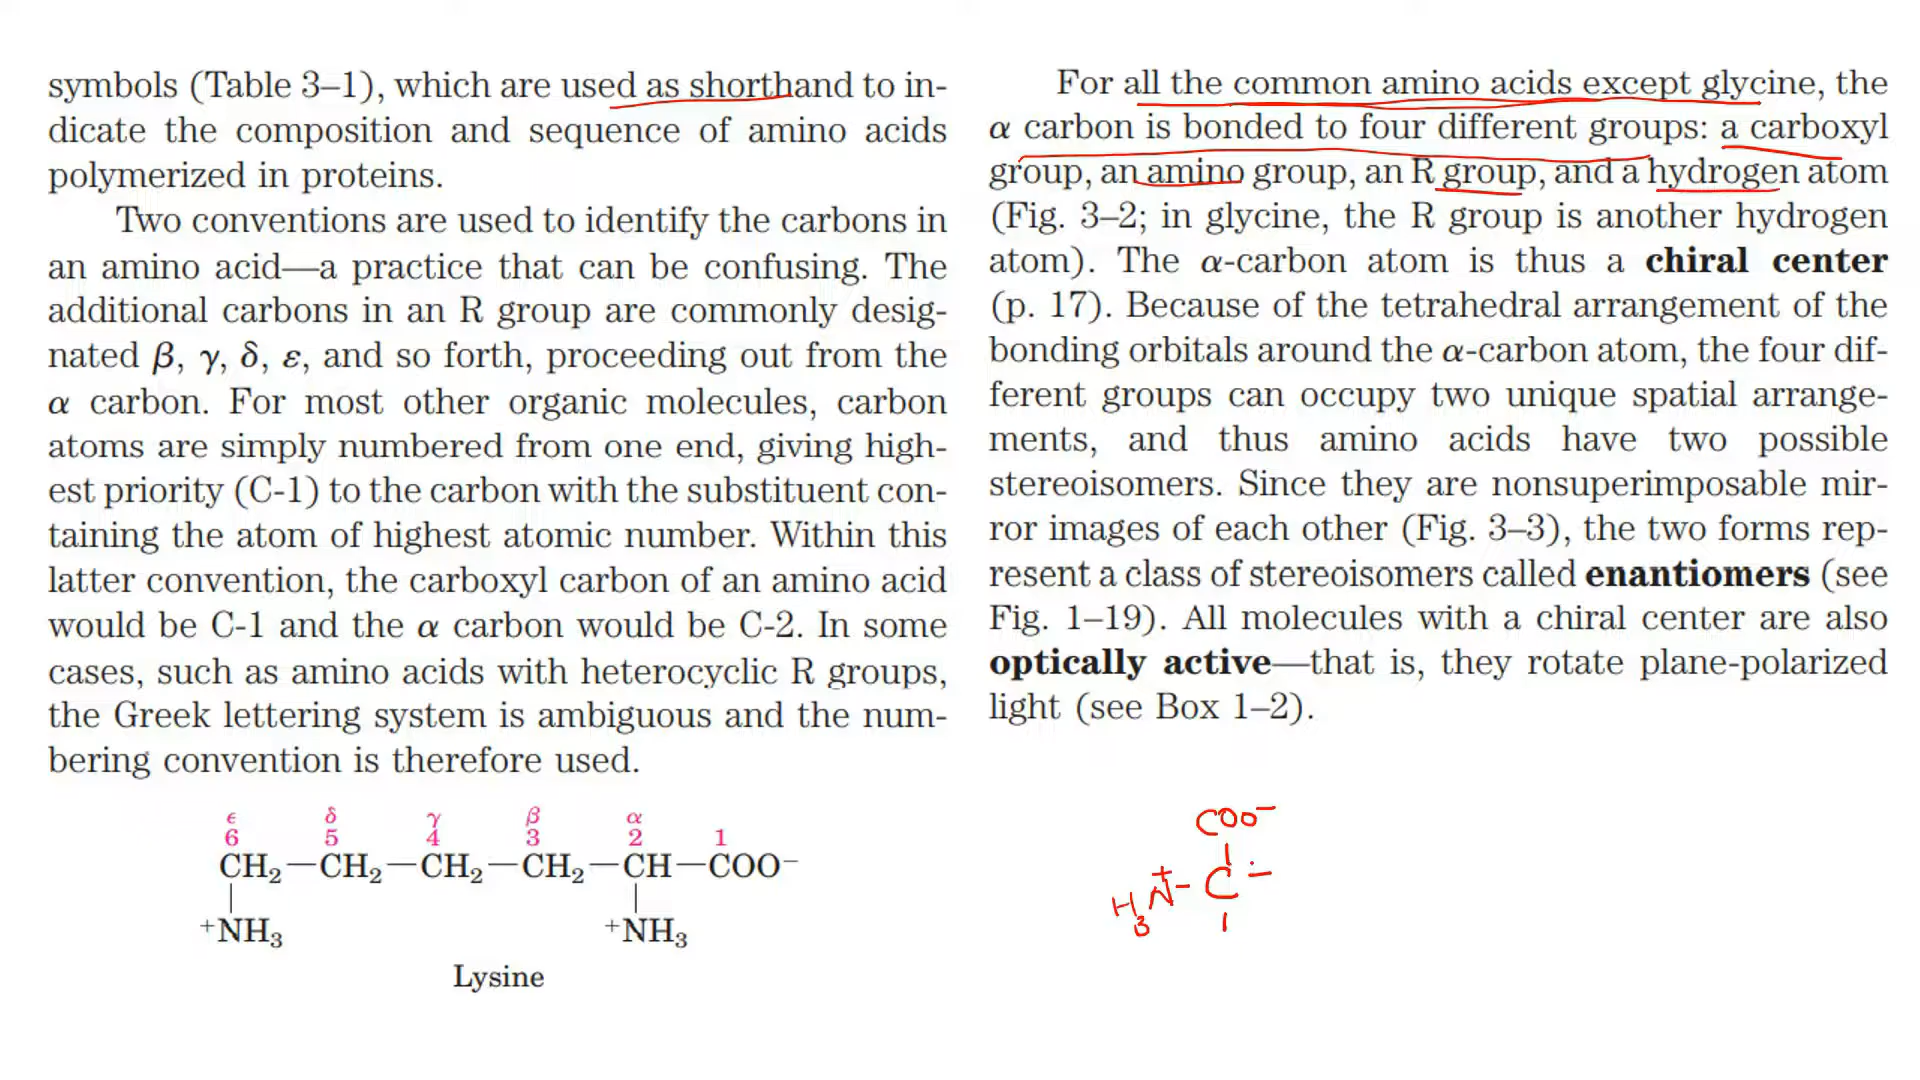 symbols (Table 3–1), which are used as shorthand to in-
dicate the composition and sequence of amino acids
polymerized in proteins.
Two conventions are used to identify the carbons in
an amino acid—a practice that can be confusing. The
additional carbons in an R group are commonly desig-
nated β, γ, δ, ε, and so forth, proceeding out from the
α carbon. For most other organic molecules, carbon
atoms are simply numbered from one end, giving high-
est priority (C-1) to the carbon with the substituent con-
taining the atom of highest atomic number. Within this
latter convention, the carboxyl carbon of an amino acid
would be C-1 and the α carbon would be C-2. In some
cases, such as amino acids with heterocyclic R groups,
the Greek lettering system is ambiguous and the num-
bering convention is therefore used.
ϵ δ γ β α
6 5 4 3 2 1
CH₂—CH₂—CH₂—CH₂—CH—COO⁻
⁺NH₃ ⁺NH₃
Lysine
For all the common amino acids except glycine, the
α carbon is bonded to four different groups: a carboxyl
group, an amino group, an R group, and a hydrogen atom
(Fig. 3–2; in glycine, the R group is another hydrogen
atom). The α-carbon atom is thus a chiral center
(p. 17). Because of the tetrahedral arrangement of the
bonding orbitals around the α-carbon atom, the four dif-
ferent groups can occupy two unique spatial arrange-
ments, and thus amino acids have two possible
stereoisomers. Since they are nonsuperimposable mir-
ror images of each other (Fig. 3–3), the two forms rep-
resent a class of stereoisomers called enantiomers (see
Fig. 1–19). All molecules with a chiral center are also
optically active—that is, they rotate plane-polarized
light (see Box 1–2).
COO⁻
H₃N⁺–C–